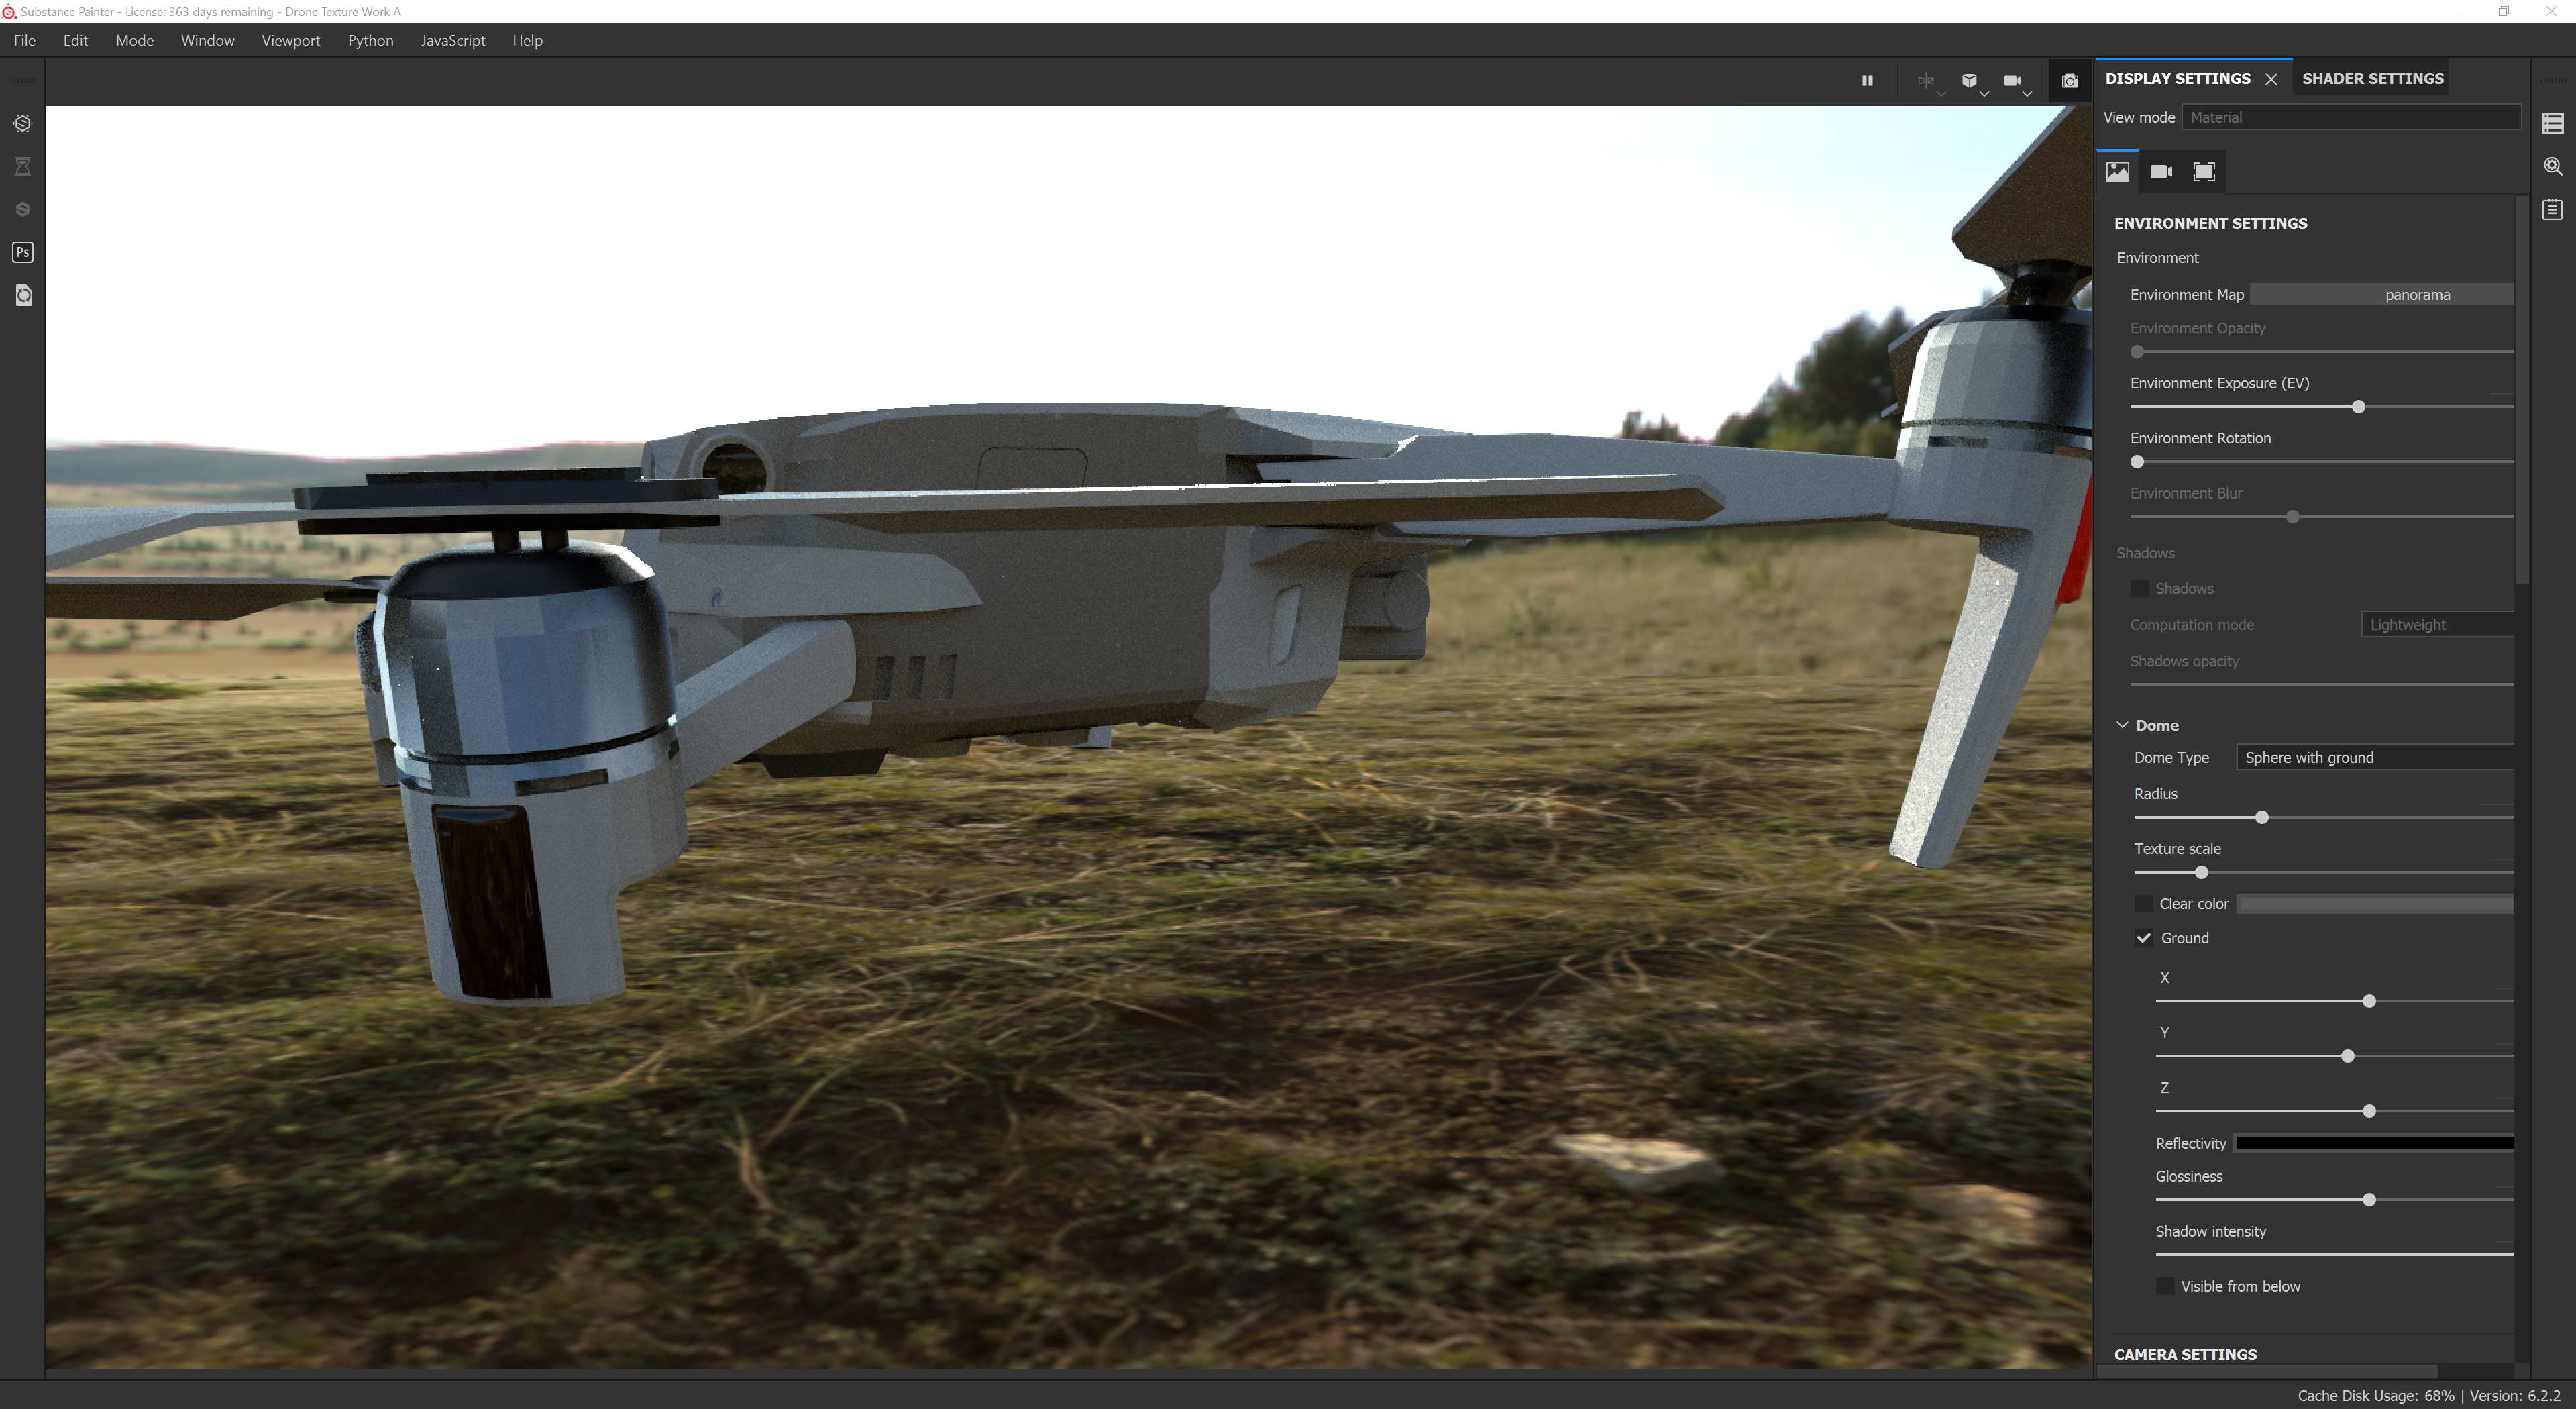 Substance Painter - License: 363 days remaining - Drone Texture Work A
File Edit Mode Window Viewport Python JavaScript Help
DISPLAY SETTINGS SHADER SETTINGS
View mode Material
Ps
ENVIRONMENT SETTINGS
Environment
Environment Map panorama
Environment Opacity
Environment Exposure (EV)
Environment Rotation
Environment Blur
Shadows
Shadows
Computation mode Lightweight
Shadows opacity
Dome
Dome Type Sphere with ground
Radius
Texture scale
Clear color
Ground
X
Y
Z
Reflectivity
Glossiness
Shadow intensity
Visible from below
CAMERA SETTINGS
Cache Disk Usage: 68% | Version: 6.2.2